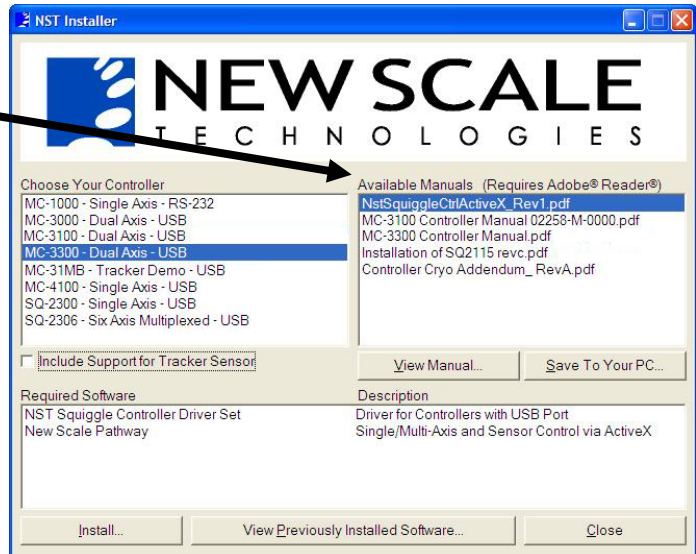 NST Installer
NEW SCALE
TECHNOLOGIES
Choose Your Controller
MC-1000 - Single Axis - RS-232
MC-3000 - Dual Axis - USB
MC-3100 - Dual Axis - USB
MC-3300 - Dual Axis - USB
MC-31MB - Tracker Demo - USB
MC-4100 - Single Axis - USB
SQ-2300 - Single Axis - USB
SQ-2306 - Six Axis Multiplexed - USB
Include Support for Tracker Sensor
Available Manuals (Requires Adobe® Reader®)
NstSquiggleCtrlActiveX_Rev1.pdf
MC-3100 Controller Manual 02258-M-0000.pdf
MC-3300 Controller Manual.pdf
Installation of SQ2115 revc.pdf
Controller Cryo Addendum_ RevA.pdf
View Manual...
Save To Your PC...
Required Software
Description
NST Squiggle Controller Driver Set
Driver for Controllers with USB Port
New Scale Pathway
Single/Multi-Axis and Sensor Control via ActiveX
Install...
View Previously Installed Software...
Close